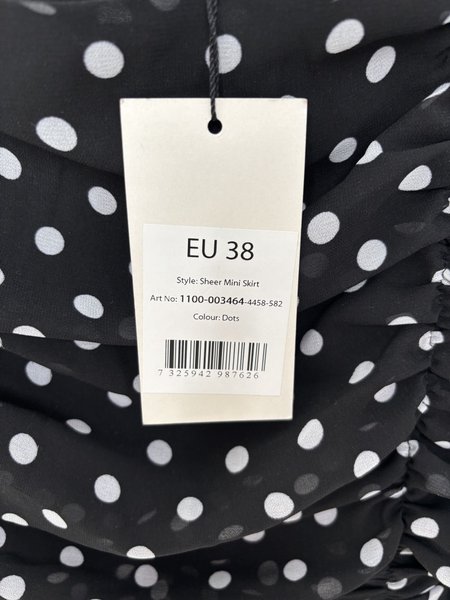 EU 38
Style: Sheer Mini Skirt
Art No: 1100-003464-4458-582
Colour: Dots
7 325942 987626